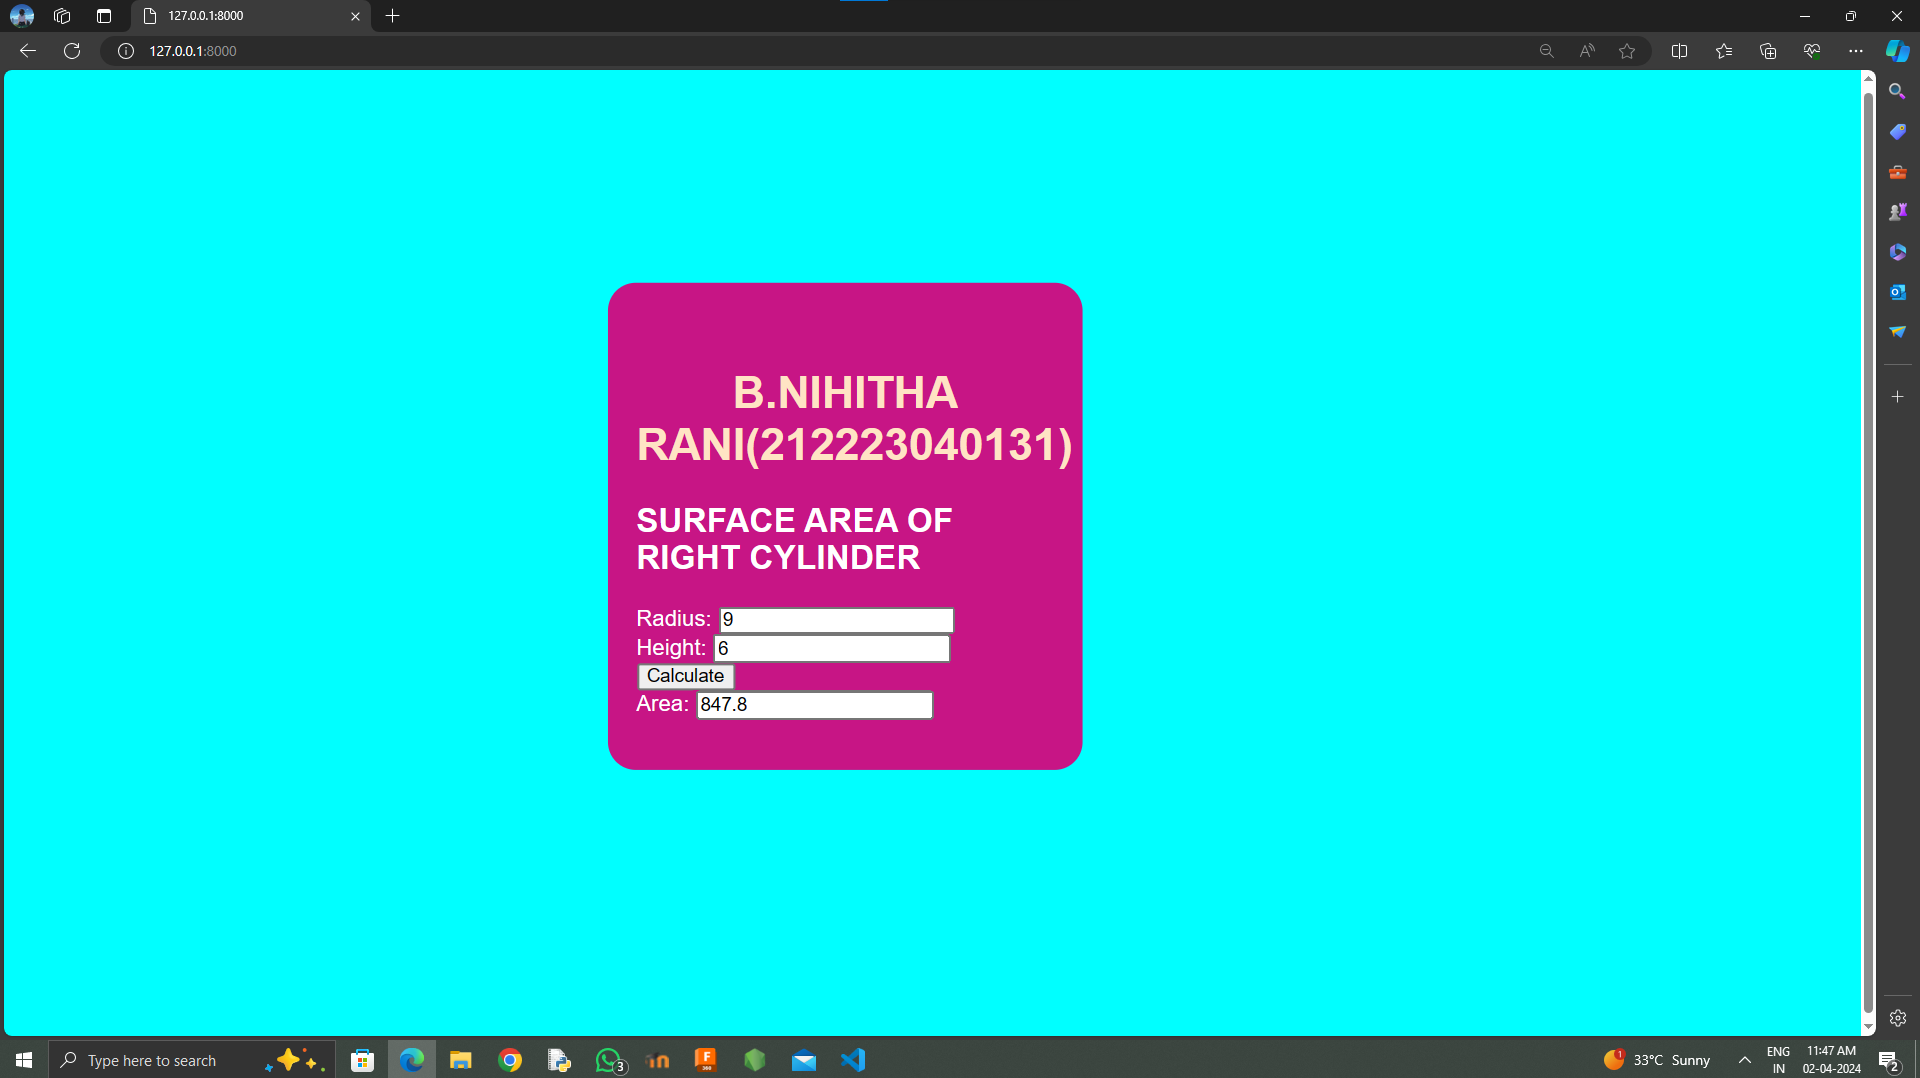 127.0.0.1:8000
127.0.0.1:8000
B.NIHITHA
RANI(212223040131)
SURFACE AREA OF
RIGHT CYLINDER
Radius: 9
Height: 6
Calculate
Area: 847.8
Type here to search
3
F
360
1
33°C Sunny
ENG
IN
11:47 AM
02-04-2024
2